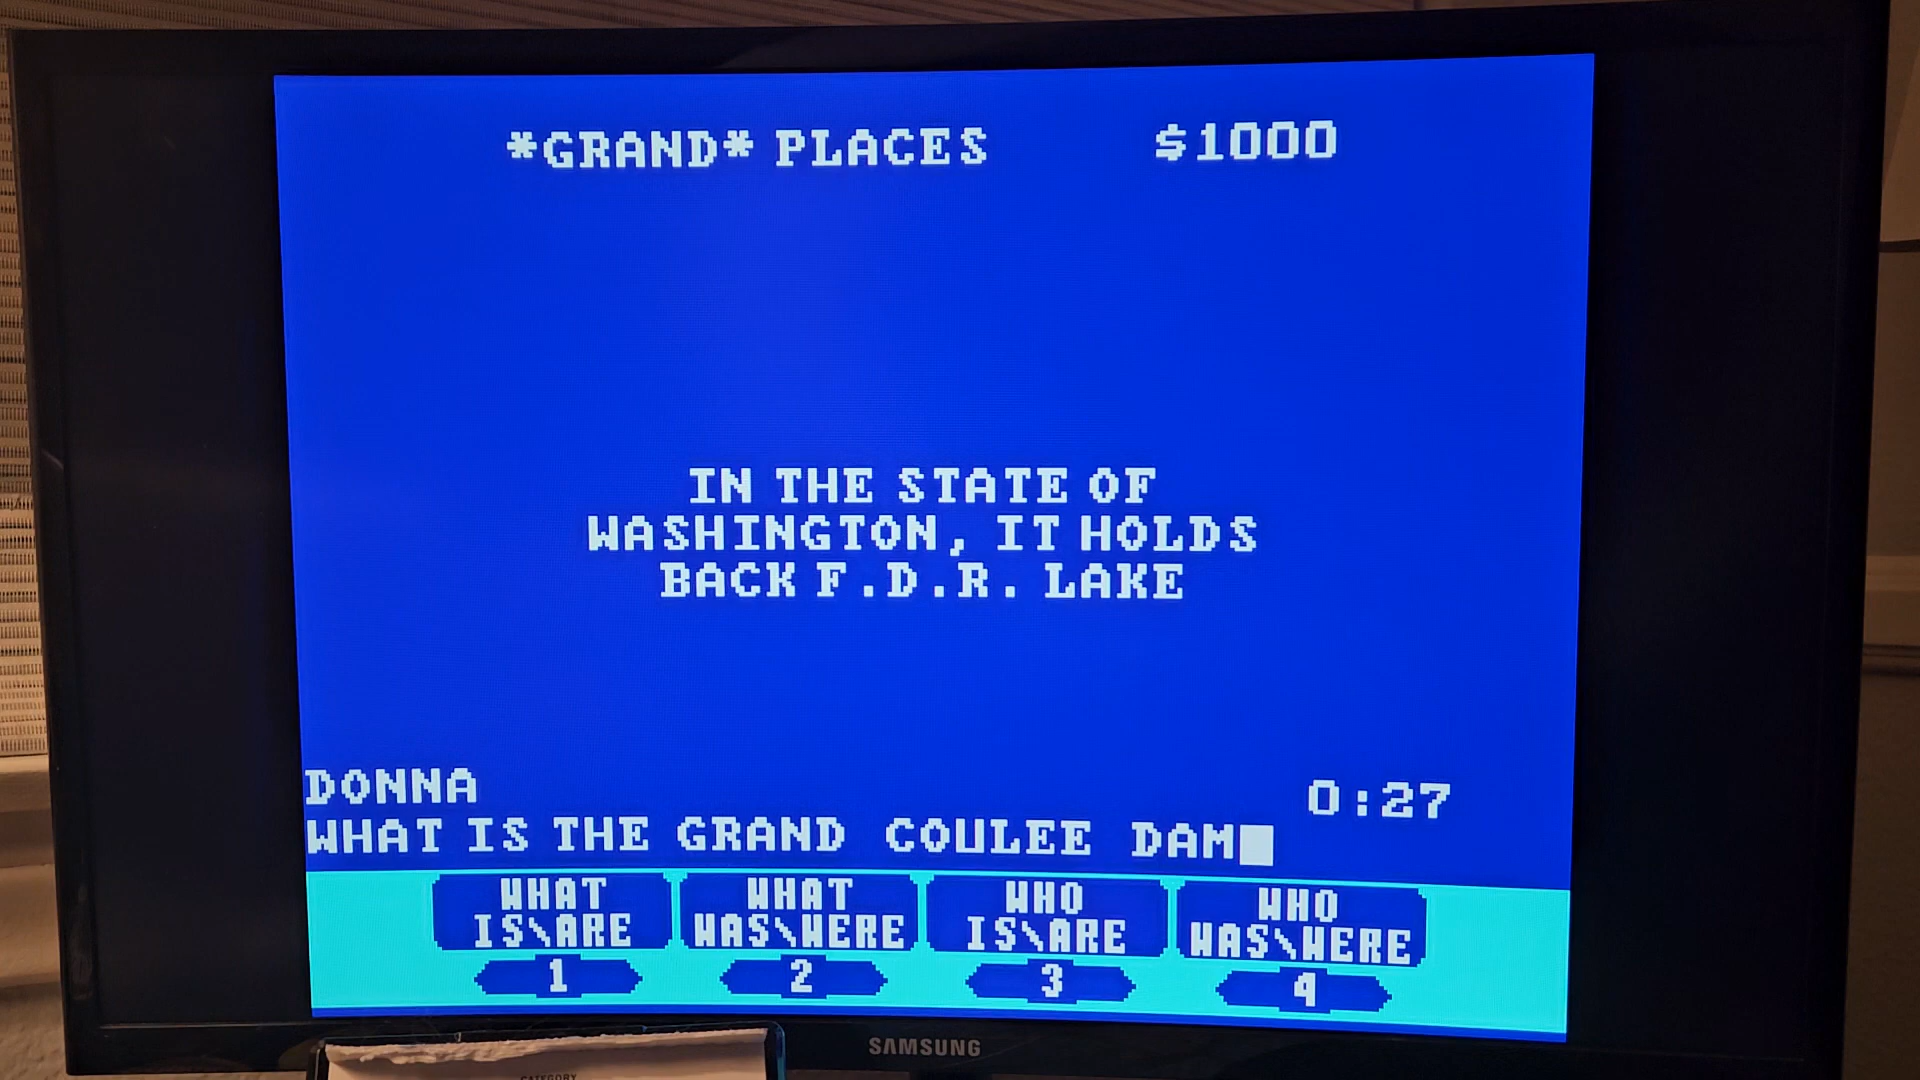 *GRAND* PLACES $1000
IN THE STATE OF
WASHINGTON, IT HOLDS
BACK F.D.R. LAKE
DONNA 0:27
WHAT IS THE GRAND COULEE DAM
WHAT IS\ARE
WHAT WAS\WERE
WHO IS\ARE
WHO WAS\WERE
1 2 3 4
SAMSUNG
CATEGORY